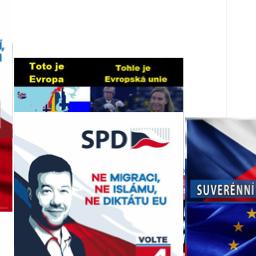 Toto je
Evropa
Tohle je
Evropská unie
SPD
NE MIGRACI,
NE ISLÁMU,
NE DIKTÁTU EU
VOLTE
4
SUVERÉNNÍ